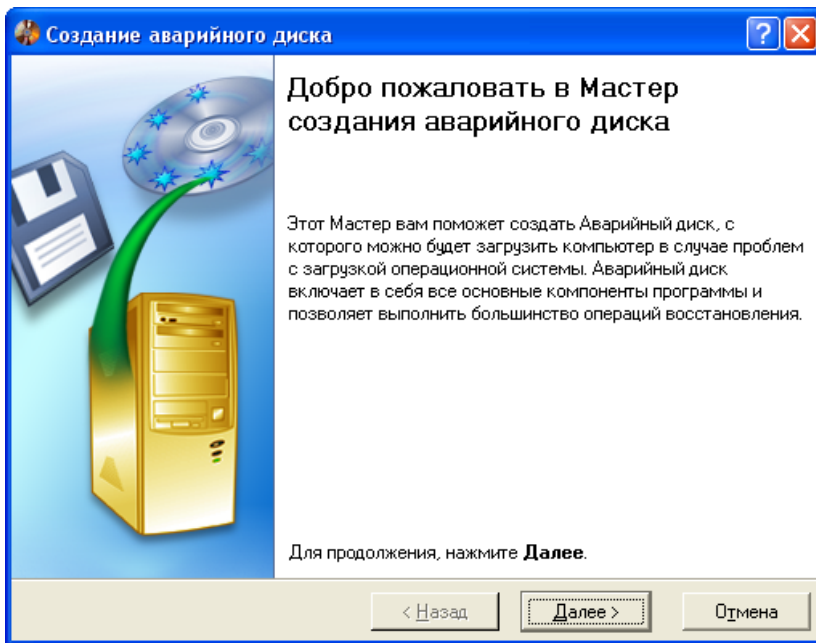 Создание аварийного диска
Добро пожаловать в Мастер
создания аварийного диска
Этот Мастер вам поможет создать Аварийный диск, с
которого можно будет загрузить компьютер в случае проблем
с загрузкой операционной системы. Аварийный диск
включает в себя все основные компоненты программы и
позволяет выполнить большинство операций восстановления.
Для продолжения, нажмите Далее.
< Назад
Далее >
Отмена